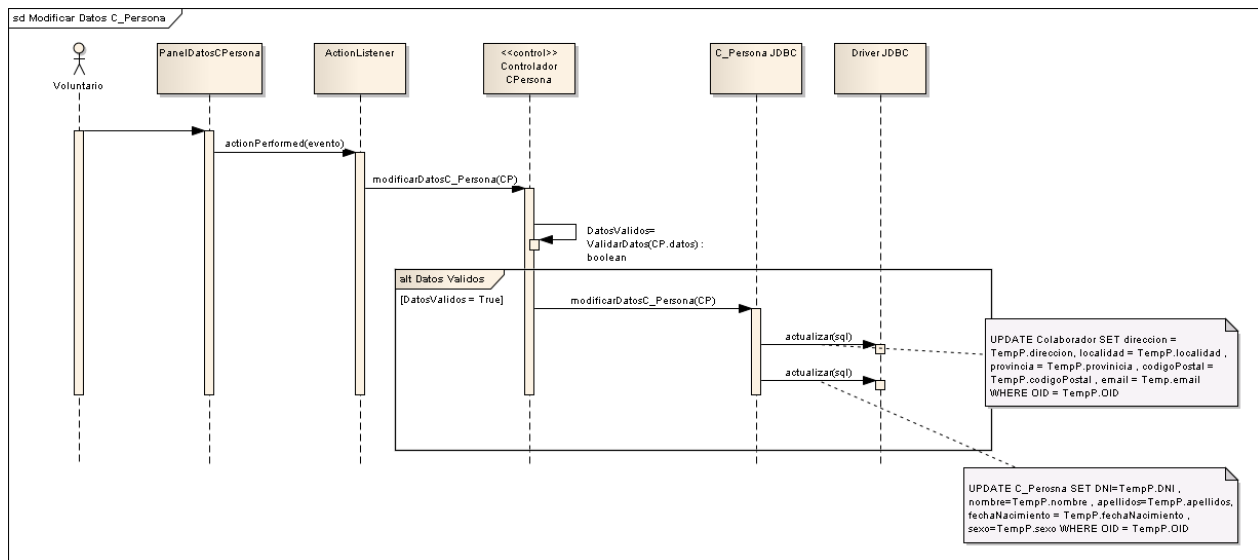 sd Modificar Datos C_Persona
Voluntario
PanelDatosCPersona
ActionListener
<<control>>
Controlador
CPersona
C_Persona JDBC
Driver JDBC
actionPerformed(evento)
modificarDatosC_Persona(CP)
DatosValidos=
ValidarDatos(CP.datos) :
boolean
alt Datos Validos
[DatosValidos = True]
modificarDatosC_Persona(CP)
actualizar(sql)
actualizar(sql)
UPDATE Colaborador SET direccion =
TempP.direccion, localidad = TempP.localidad ,
provincia = TempP.provinicia , codigoPostal =
TempP.codigoPostal , email = Temp.email
WHERE OID = TempP.OID
UPDATE C_Perosna SET DNI=TempP.DNI ,
nombre=TempP.nombre , apellidos=TempP.apellidos,
fechaNacimiento = TempP.fechaNacimiento ,
sexo=TempP.sexo WHERE OID = TempP.OID